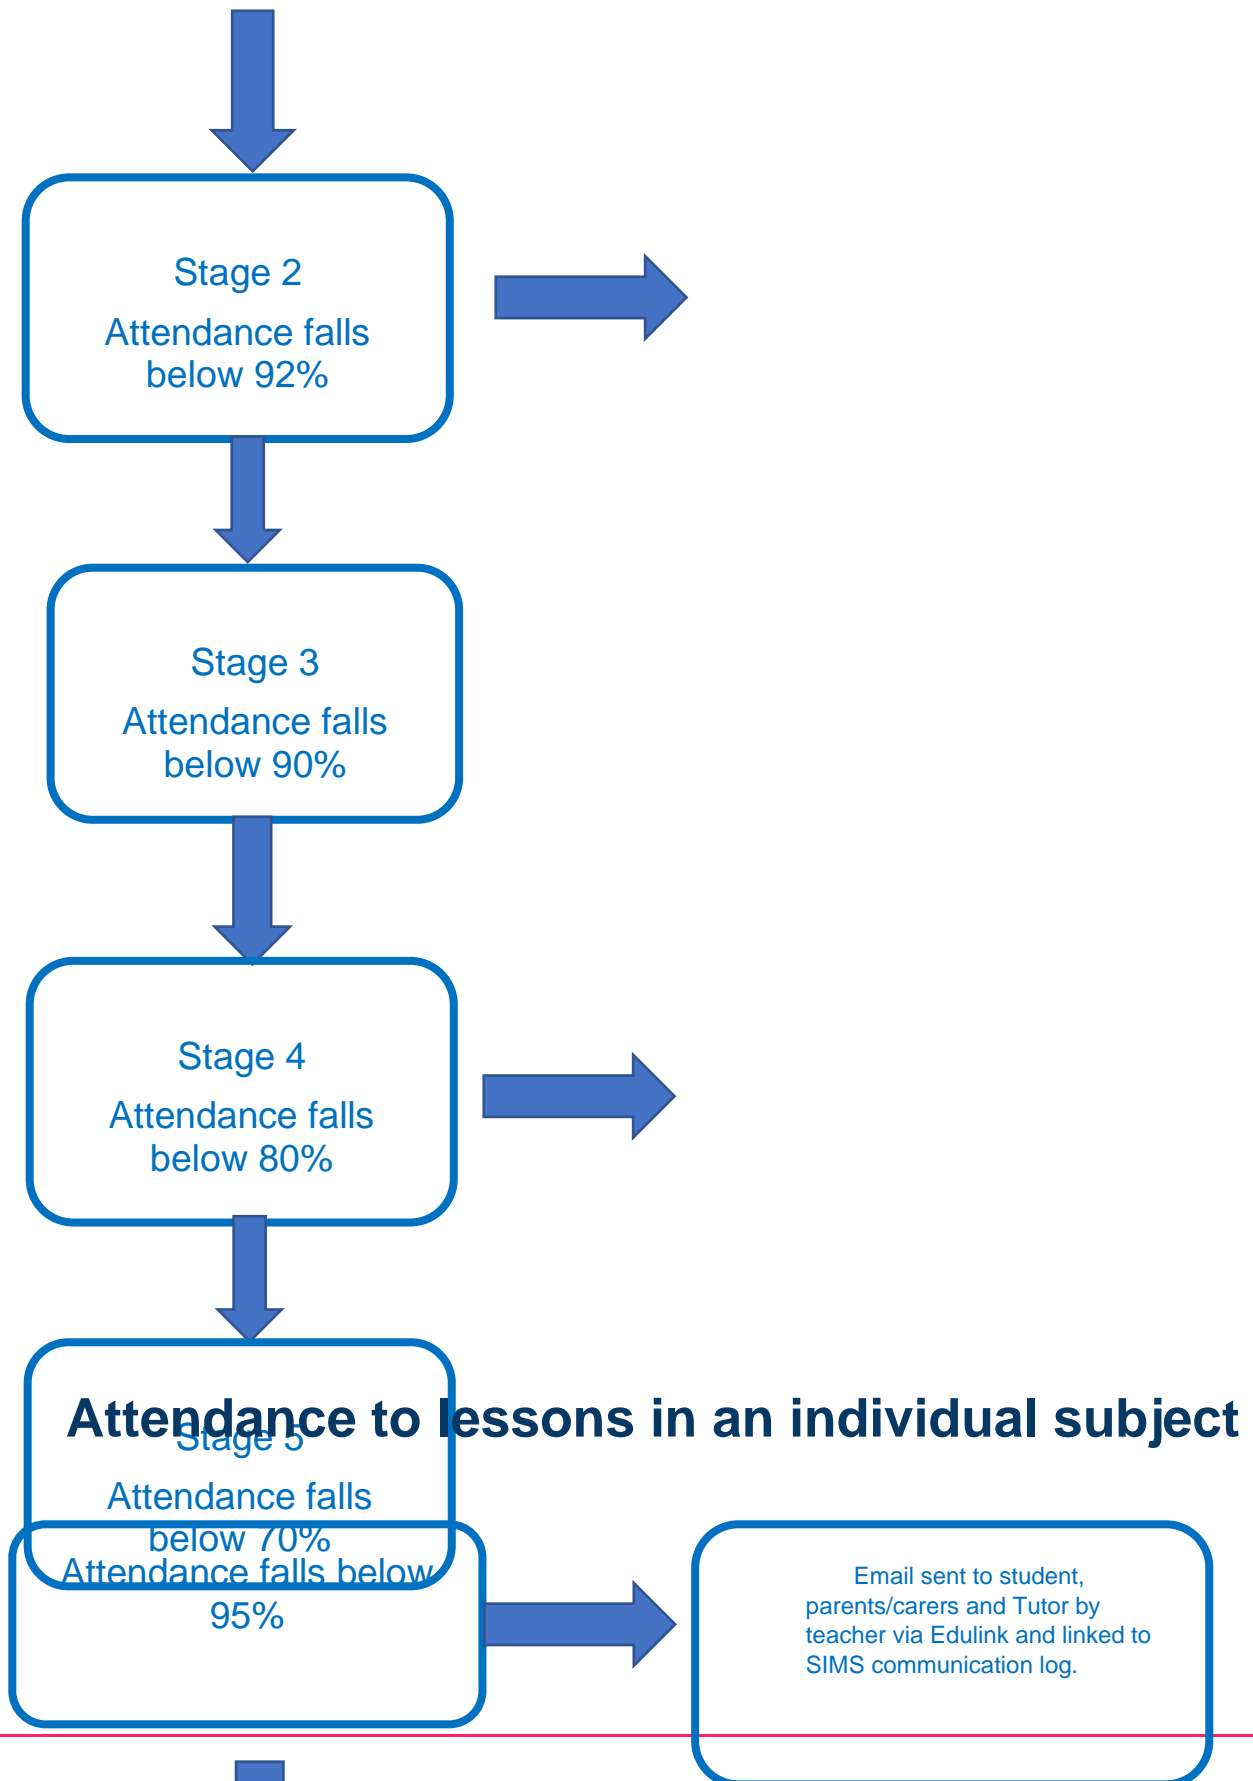 Stage 2
Attendance falls
below 92%
Stage 3
Attendance falls
below 90%
Stage 4
Attendance falls
below 80%
Attendance to lessons in an individual subject
Stage 5
Attendance falls
below 70%
Attendance falls below
95%
Email sent to student,
parents/carers and Tutor by
teacher via Edulink and linked to
SIMS communication log.